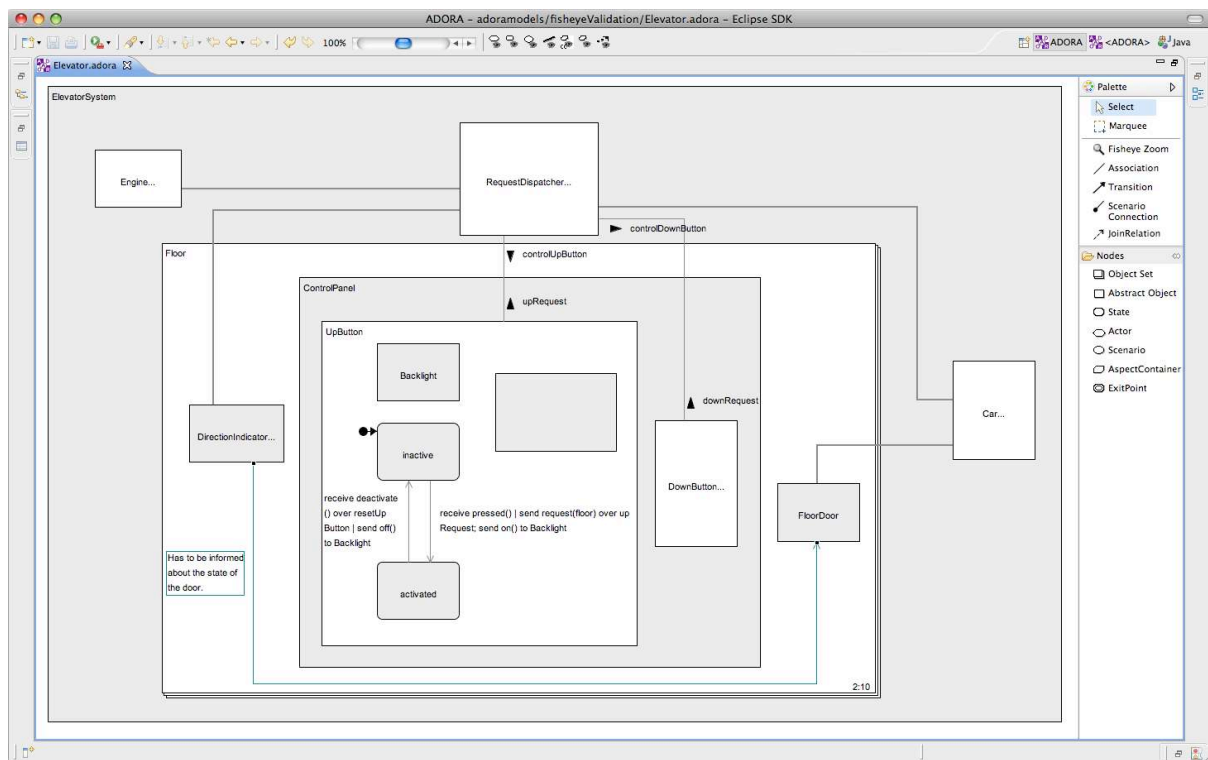 ADORA – adoramodels/fisheyeValidation/Elevator.adora – Eclipse SDK
100%
ADORA
<ADORA>
Java
Elevator.adora
ElevatorSystem
Engine...
RequestDispatcher...
controlDownButton
Floor
controlUpButton
ControlPanel
upRequest
UpButton
Backlight
downRequest
Car...
DirectionIndicator...
inactive
DownButton...
receive deactivate
() over resetUp
Button | send off()
to Backlight
receive pressed() | send request(floor) over up
Request; send on() to Backlight
FloorDoor
Has to be informed
about the state of
the door.
activated
2:10
Palette
Select
Marquee
Fisheye Zoom
Association
Transition
Scenario
Connection
JoinRelation
Nodes
Object Set
Abstract Object
State
Actor
Scenario
AspectContainer
ExitPoint